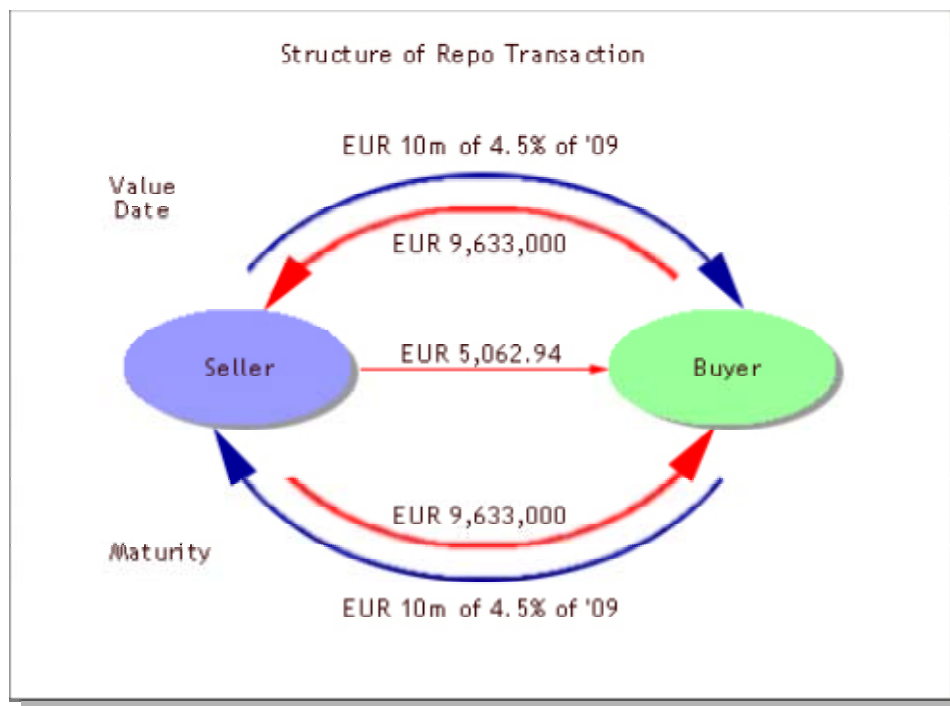 Structure of Repo Transaction
EUR 10m of 4.5% of '09
Value
Date
EUR 9,633,000
Seller
EUR 5,062.94
Buyer
EUR 9,633,000
Maturity
EUR 10m of 4.5% of '09